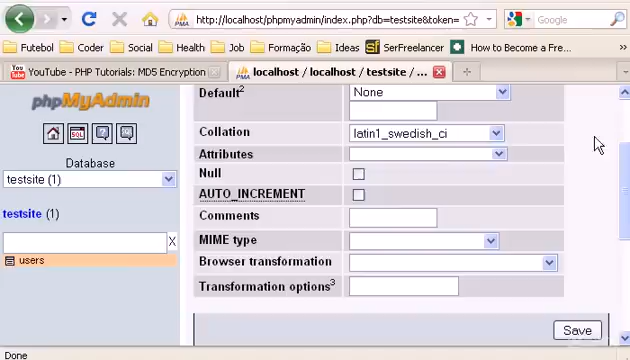 http://localhost/phpmyadmin/index.php?db=testsite&token=
Google
Futebol Cool Social Health Job Formação Ideas SerFreelancer How to Become a Fre...
YouTube - PHP Tutorials: MD5 Encryption
localhost / localhost / testsite / ...
phpMyAdmin
SQL
Database
testsite (1)
testsite (1)
X
users
Default2
None
Collation
latin1_swedish_ci
Attributes
Null
AUTO_INCREMENT
Comments
MIME type
Browser transformation
Transformation options3
Save
Done